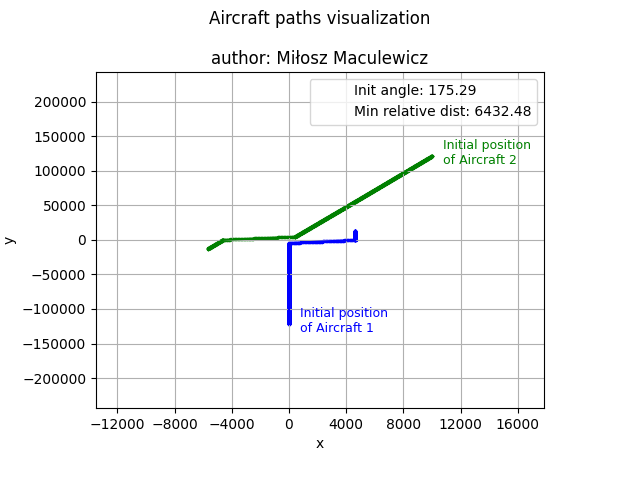 Aircraft paths visualization
author: Miłosz Maculewicz
Init angle: 175.29
Min relative dist: 6432.48
Initial position
of Aircraft 2
Initial position
of Aircraft 1
200000
150000
100000
50000
0
−50000
−100000
−150000
−200000
y
−12000 −8000 −4000 0 4000 8000 12000 16000
x